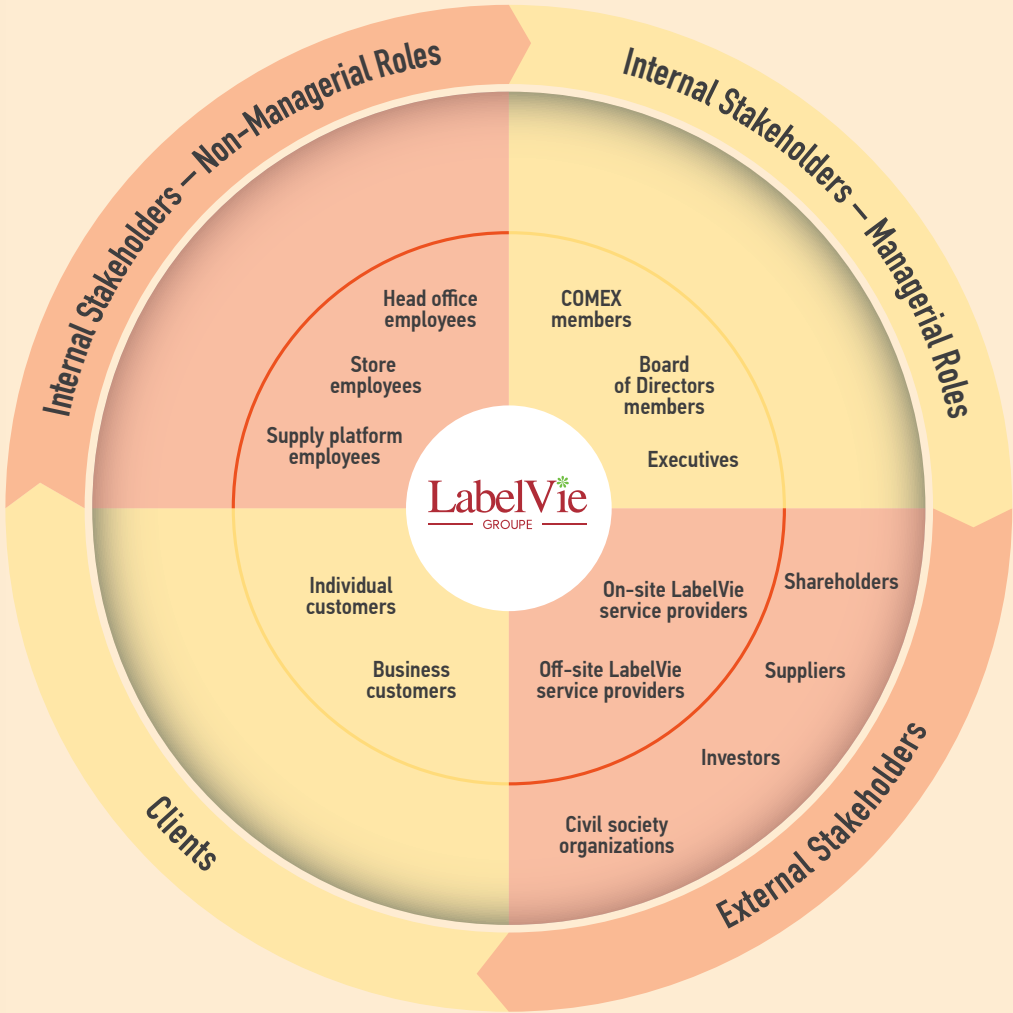 Internal Stakeholders – Non-Managerial Roles
Internal Stakeholders – Managerial Roles
Head office
employees
Store
employees
Supply platform
employees
COMEX
members
Board
of Directors
members
Executives
LabelVie
GROUPE
Individual
customers
Business
customers
On-site LabelVie
service providers
Off-site LabelVie
service providers
Shareholders
Suppliers
Investors
Civil society
organizations
Clients
External Stakeholders